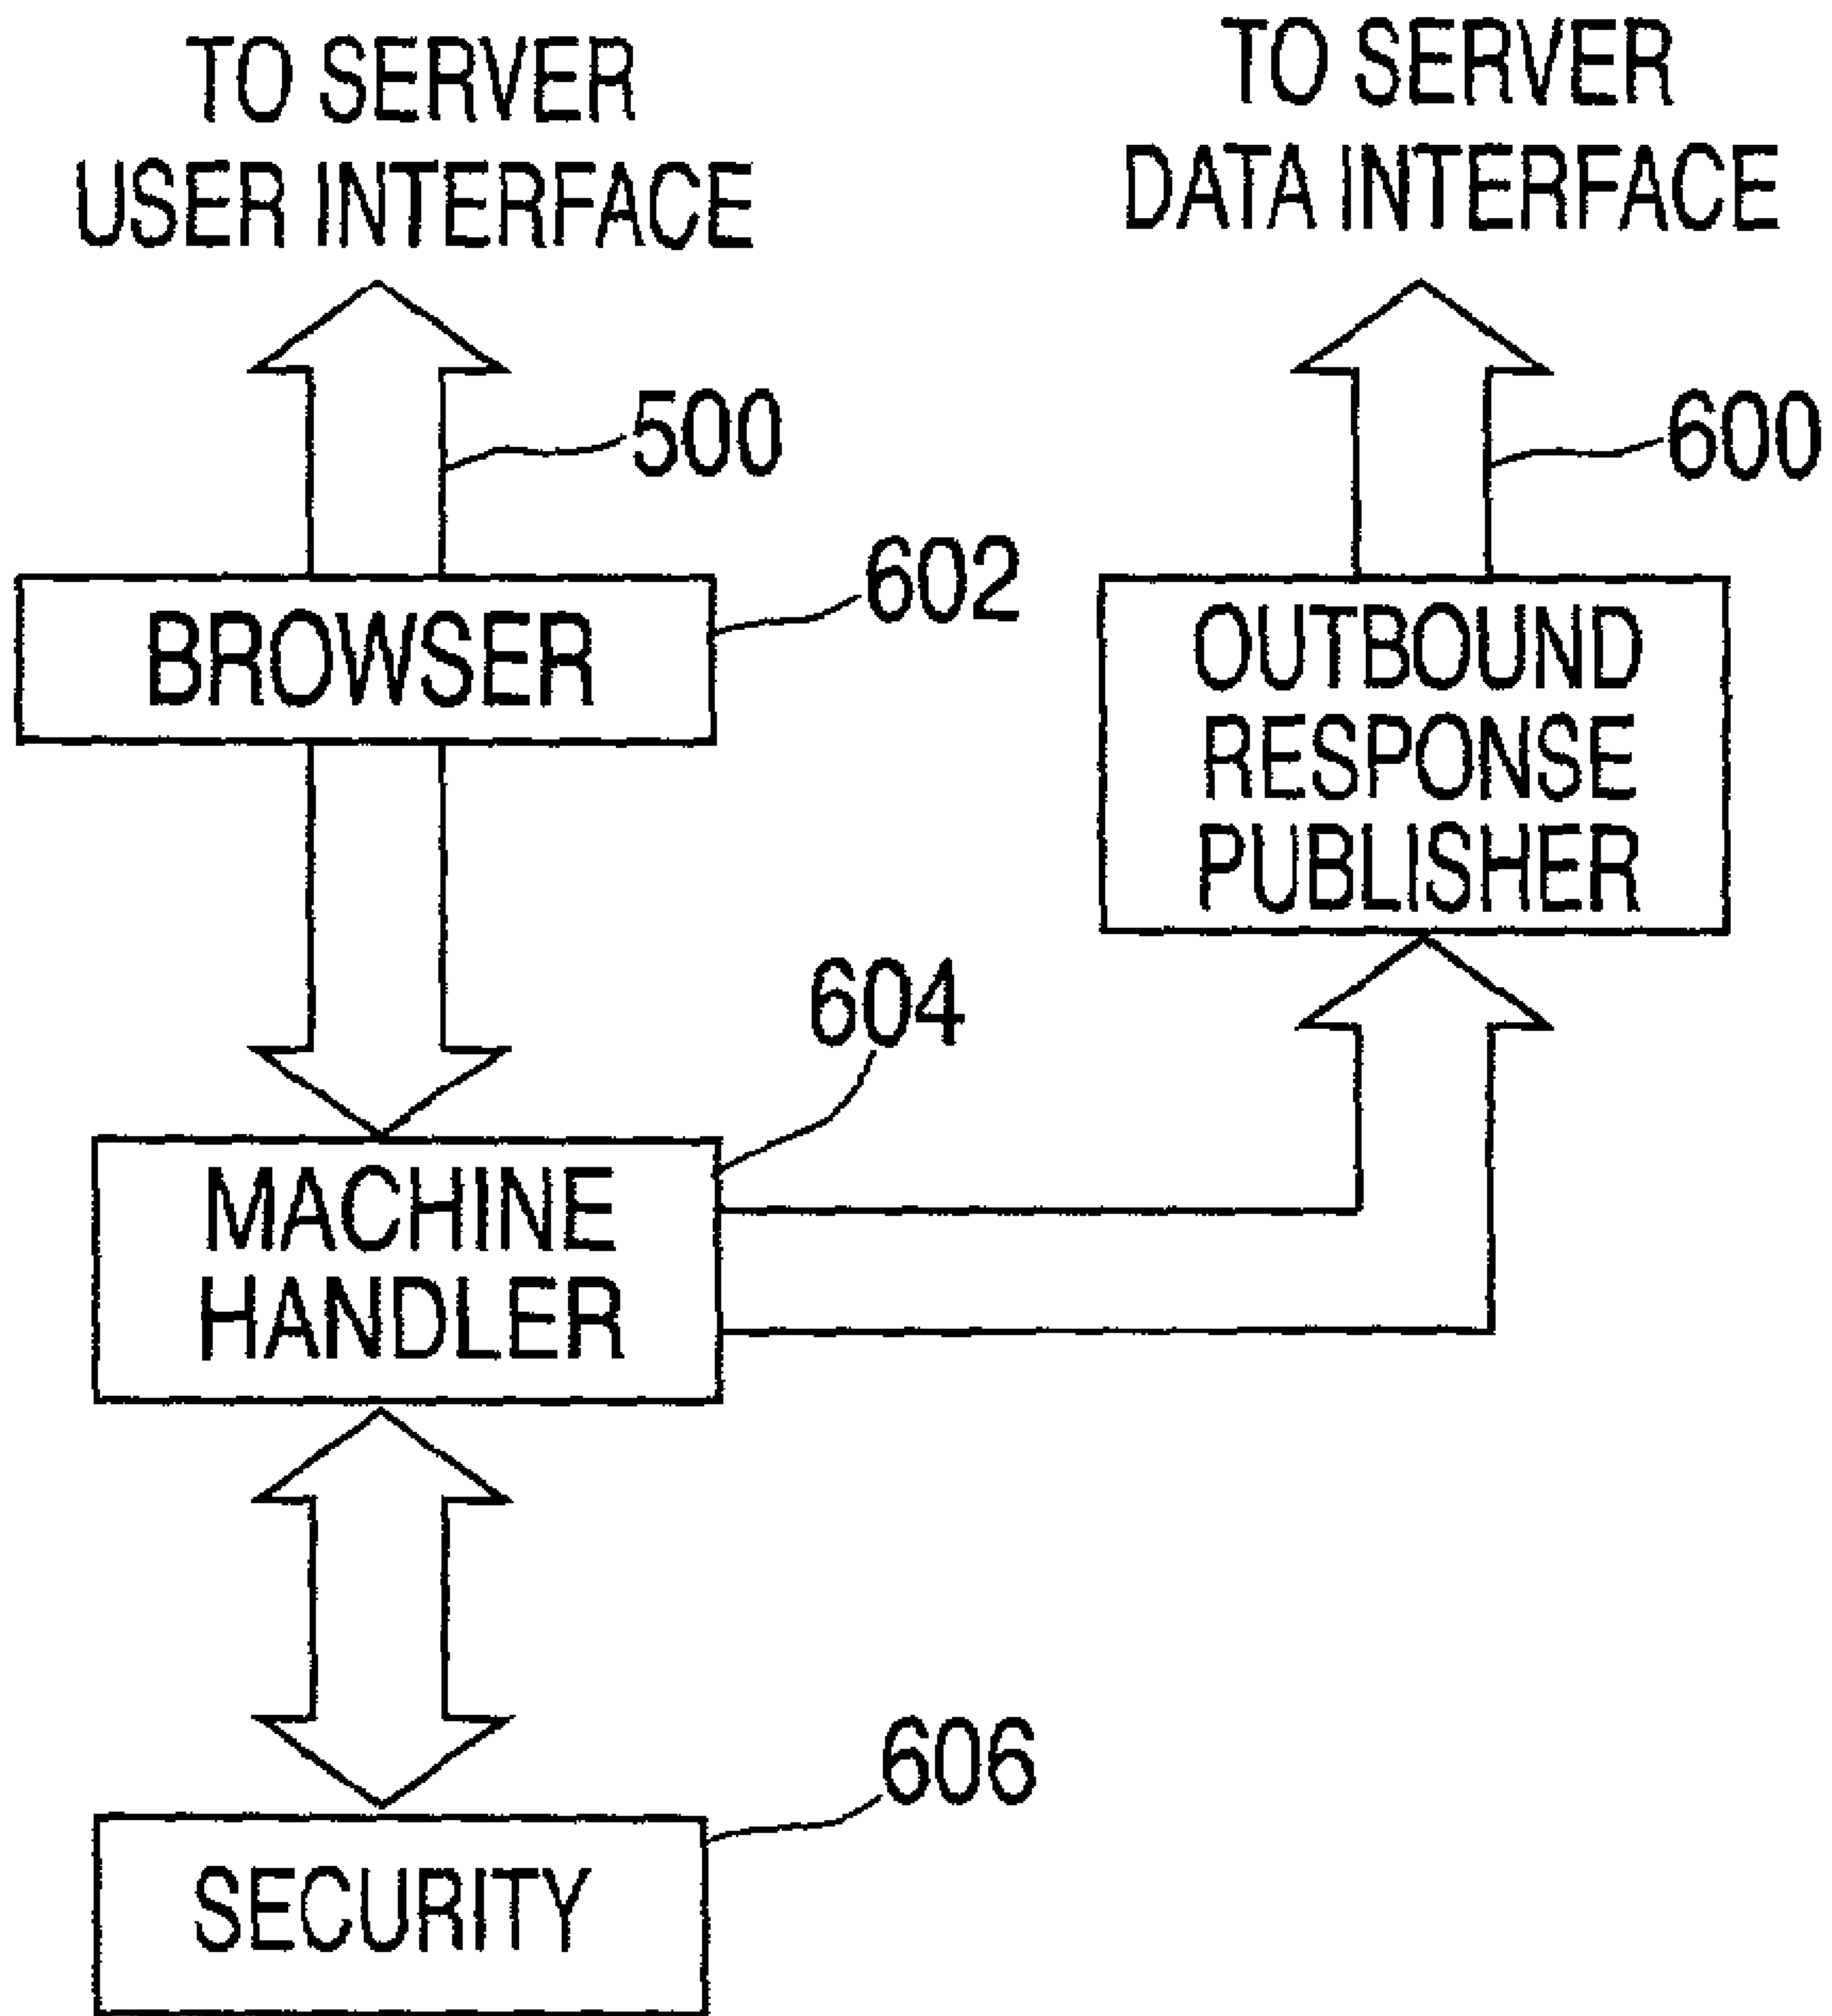 TO SERVER
USER INTERFACE
TO SERVER
DATA INTERFACE
500
600
602
BROWSER
OUTBOUND
RESPONSE
PUBLISHER
604
MACHINE
HANDLER
606
SECURITY